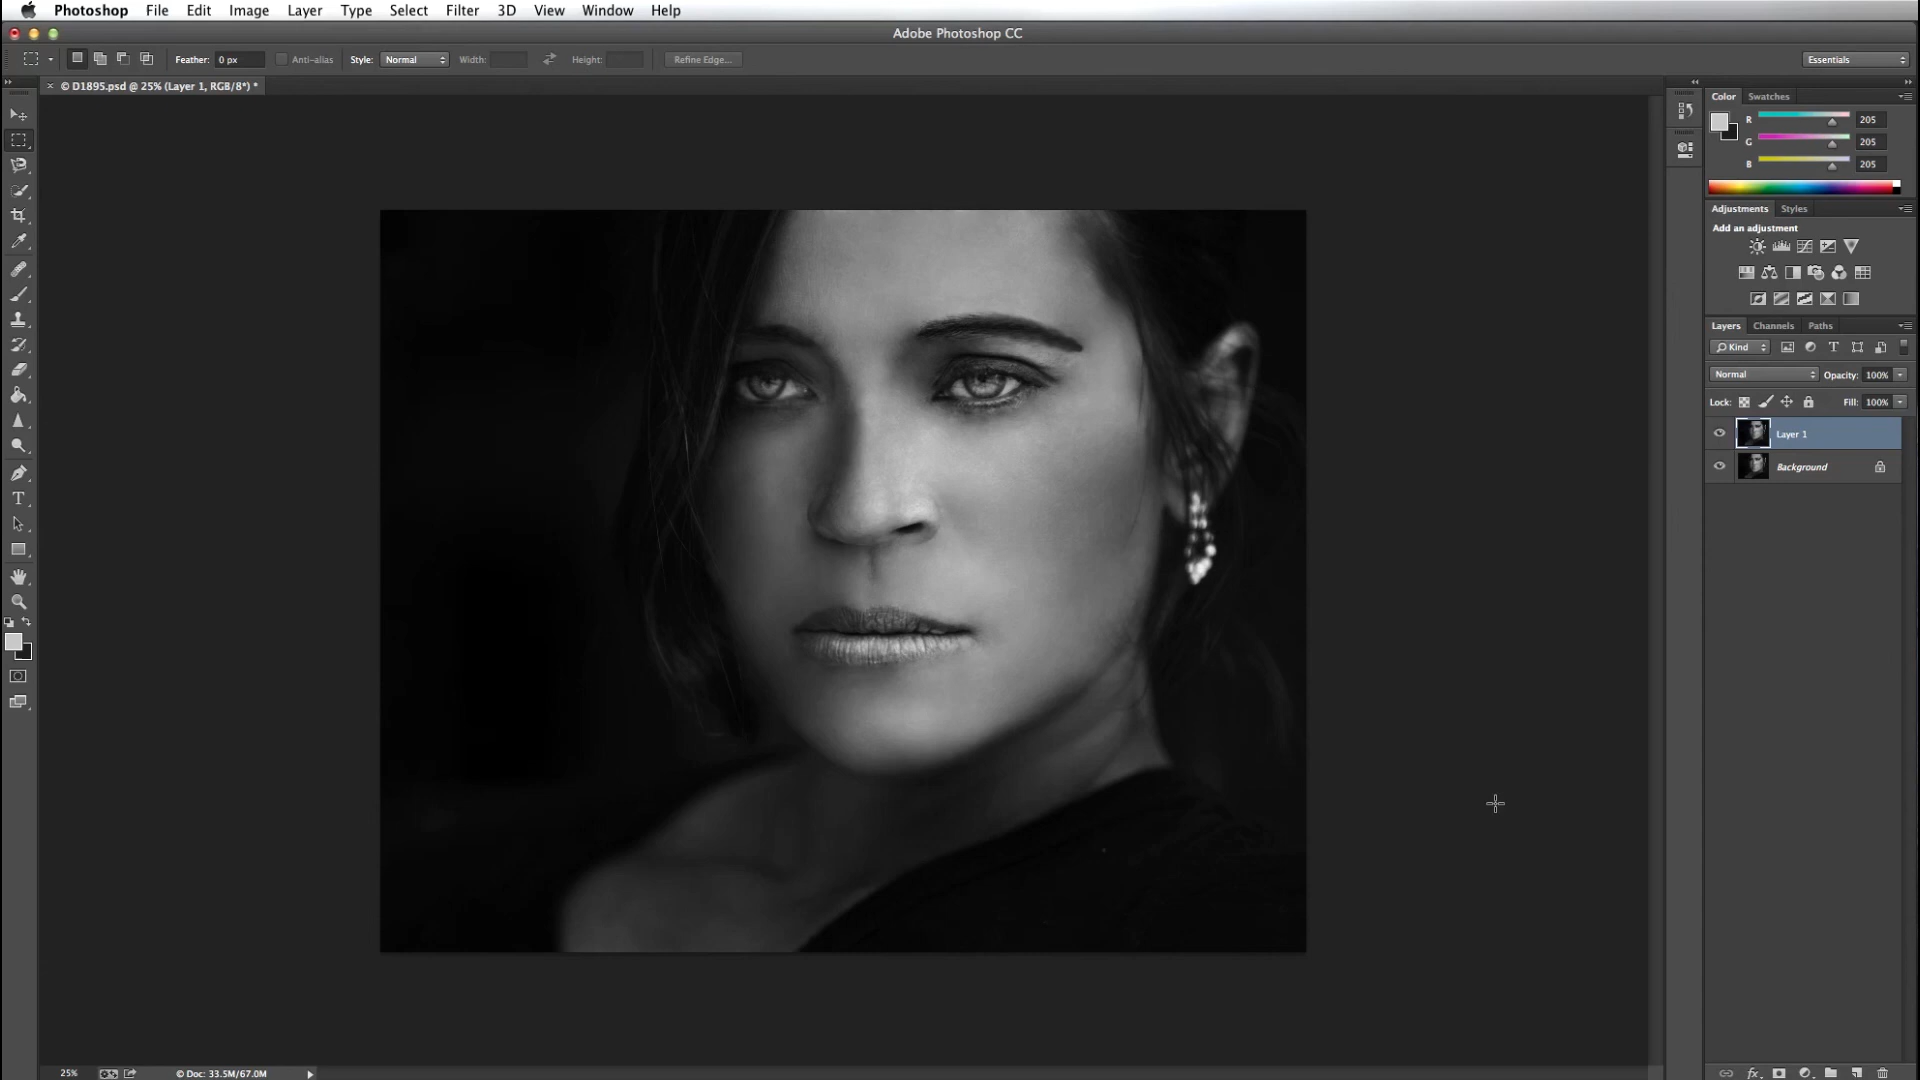 Photoshop File Edit Image Layer Type Select Filter 3D View Window Help
Adobe Photoshop CC
Feather: 0 px Anti-alias Style: Normal Width: Height: Refine Edge... Essentials
× © D1895.psd @ 25% (Layer 1, RGB/8*) *
Color Swatches
R 205
G 205
B 205
Adjustments Styles
Add an adjustment
Layers Channels Paths
Kind
Normal Opacity: 100%
Lock: Fill: 100%
Layer 1
Background
25% © Doc: 33.5M/67.0M